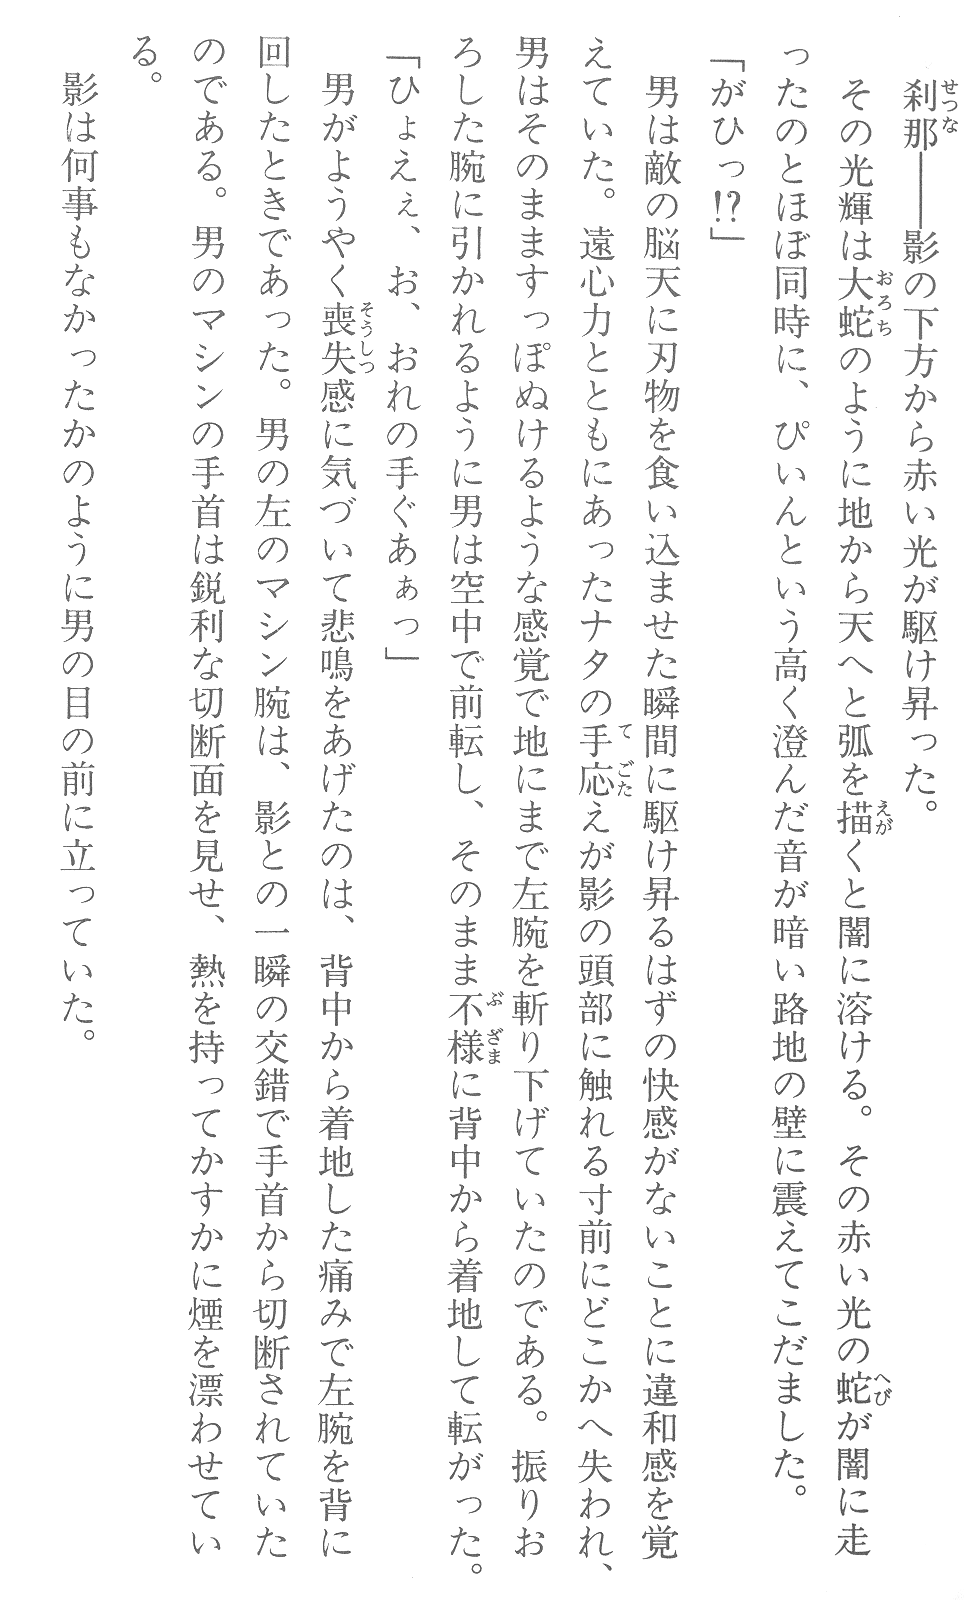 刹那――影の下方から赤い光が駆け昇った。
その光輝は大蛇のように地から天へと弧を描くと闇に溶ける。その赤い光の蛇が闇に走
ったのとほぼ同時に、ぴいんという高く澄んだ音が暗い路地の壁に震えてこだました。
「がひっ!?」
男は敵の脳天に刃物を食い込ませた瞬間に駆け昇るはずの快感がないことに違和感を覚
えていた。遠心力とともにあったナタの手応えが影の頭部に触れる寸前にどこかへ失われ、
男はそのまますっぽぬけるような感覚で地にまで左腕を斬り下げていたのである。振りお
ろした腕に引かれるように男は空中で前転し、そのまま不様に背中から着地して転がった。
「ひょえぇ、お、おれの手ぐあぁっ」
男がようやく喪失感に気づいて悲鳴をあげたのは、背中から着地した痛みで左腕を背に
回したときであった。男の左のマシン腕は、影との一瞬の交錯で手首から切断されていた
のである。男のマシンの手首は鋭利な切断面を見せ、熱を持ってかすかに煙を漂わせてい
る。
影は何事もなかったかのように男の目の前に立っていた。